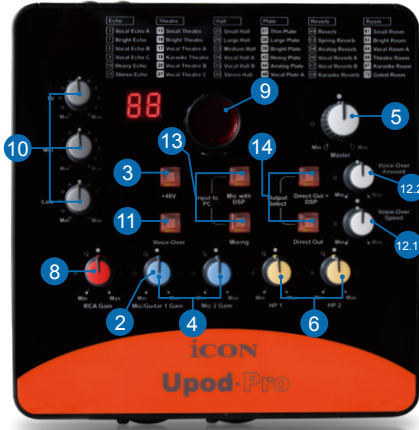 Echo Theatre Hall Plate Reverb Room
Vocal Echo A Small Theatre Small Hall Thin Plate Reverb Small Room
Bright Echo Bright Theatre Large Hall Large Plate Spring Reverb Bright Room
Vocal Echo B Vocal Theatre A Medium Hall Bright Plate Analog Reverb Vocal Room A
Vocal Echo C Karaoke Theatre Vocal Hall A Heavy Plate Vocal Reverb A Theatre Room
Heavy Echo Vocal Theatre B Vocal Hall B Analog Plate Vocal Reverb B Karaoke Room
Stereo Echo Vocal Theatre C Stereo Hall Vocal Plate A Karaoke Reverb Gated Room
88
9
5
10
13
14
Min Max
Min Max
Min Max
Low
Master
3
+48V
Input to PC
Mic with DSP
Output Select
Direct Out + DSP
Voice-Over Amount
12.2
11
Voice-Over
Mixing
Direct Out
Voice-Over Speed
12.1
8
2
4
6
Min Max
RCA Gain
Mic/Guitar 1 Gain
Mic 2 Gain
HP 1
HP 2
iCON
Upod·Pro